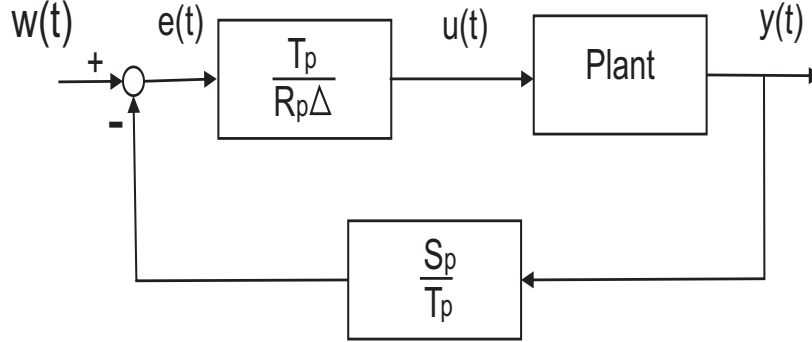 w(t)
+
e(t)
Tp
RpΔ
u(t)
Plant
y(t)
-
Sp
Tp